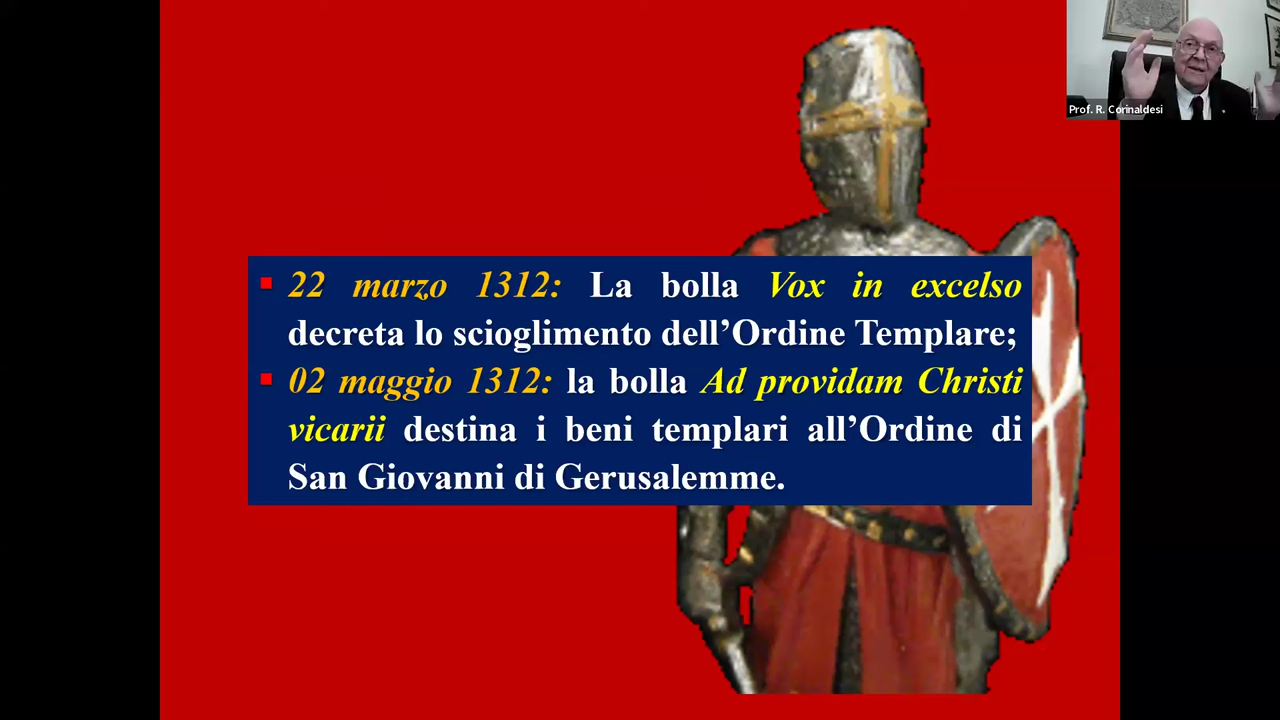 Prof. R. Corinaldesi
▪ 22 marzo 1312: La bolla Vox in excelso
decreta lo scioglimento dell’Ordine Templare;
▪ 02 maggio 1312: la bolla Ad providam Christi
vicarii destina i beni templari all’Ordine di
San Giovanni di Gerusalemme.